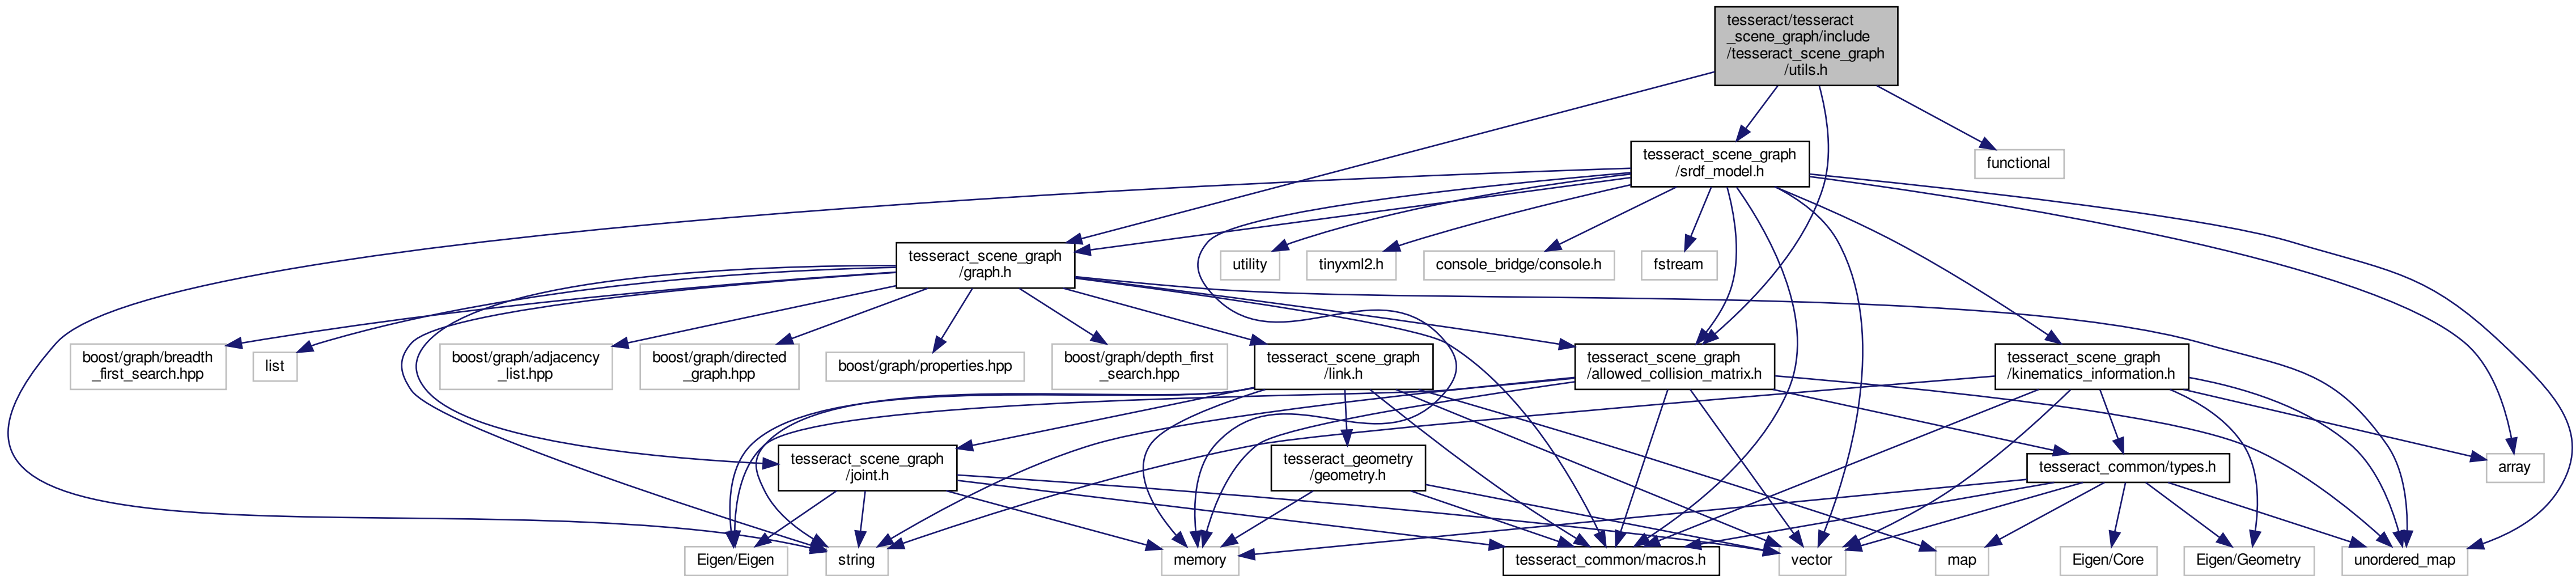 tesseract/tesseract
_scene_graph/include
/tesseract_scene_graph
/utils.h
tesseract_scene_graph
/srdf_model.h
functional
tesseract_scene_graph
/graph.h
utility
tinyxml2.h
console_bridge/console.h
fstream
boost/graph/breadth
_first_search.hpp
list
boost/graph/adjacency
_list.hpp
boost/graph/directed
_graph.hpp
boost/graph/properties.hpp
boost/graph/depth_first
_search.hpp
tesseract_scene_graph
/link.h
tesseract_scene_graph
/allowed_collision_matrix.h
tesseract_scene_graph
/kinematics_information.h
tesseract_scene_graph
/joint.h
tesseract_geometry
/geometry.h
tesseract_common/types.h
array
Eigen/Eigen
string
memory
tesseract_common/macros.h
vector
map
Eigen/Core
Eigen/Geometry
unordered_map